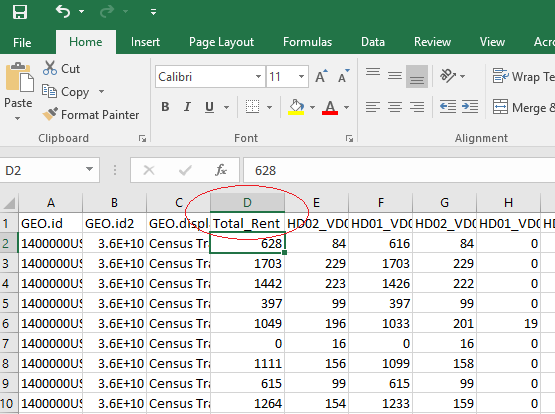 File Home Insert Page Layout Formulas Data Review View Acro
Cut
Copy
Format Painter
Paste
Calibri 11 A A
B I U A
Wrap Te
Merge &
Clipboard Font Alignment
D2 fx 628
A B C D E F G H
1 GEO.id GEO.id2 GEO.displ Total_Rent HD02_VD0 HD01_VD0 HD02_VD0 HD01_VD0 H
2 1400000US 3.6E+10 Census Tra 628 84 616 84 0
3 1400000US 3.6E+10 Census Tra 1703 229 1703 229 0
4 1400000US 3.6E+10 Census Tra 1442 223 1426 222 0
5 1400000US 3.6E+10 Census Tra 397 99 397 99 0
6 1400000US 3.6E+10 Census Tra 1049 196 1033 201 19
7 1400000US 3.6E+10 Census Tra 0 16 0 16 0
8 1400000US 3.6E+10 Census Tra 1111 156 1099 158 0
9 1400000US 3.6E+10 Census Tra 615 99 615 99 0
10 1400000US 3.6E+10 Census Tra 1264 154 1233 159 0